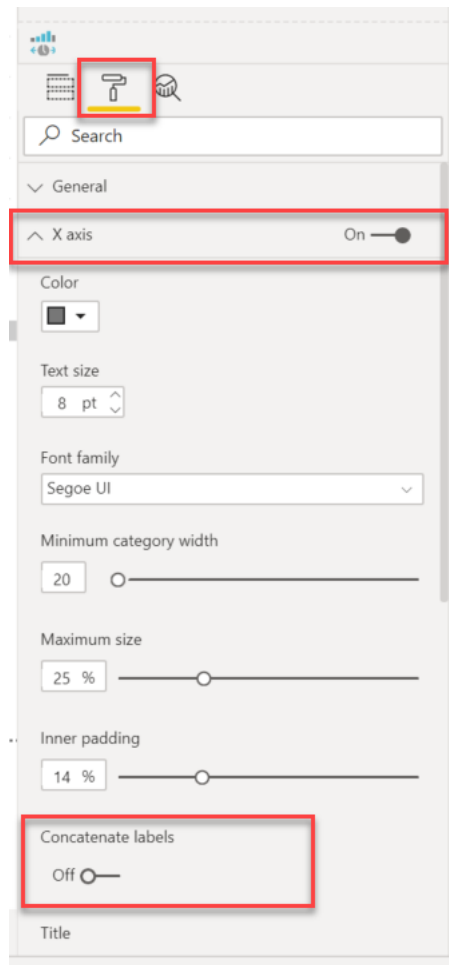 Search
General
X axis On
Color
Text size
8 pt
Font family
Segoe UI
Minimum category width
20
Maximum size
25 %
Inner padding
14 %
Concatenate labels
Off
Title